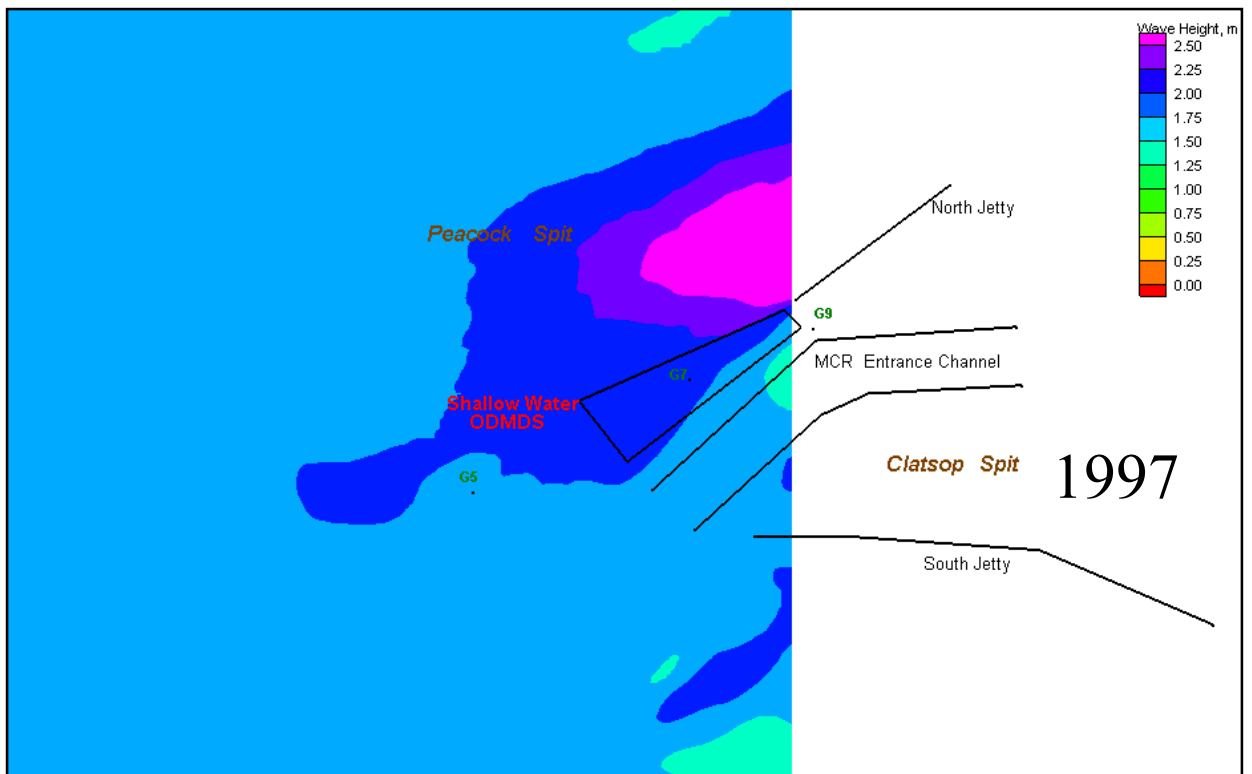 Wave Height, m
2.50
2.25
2.00
1.75
1.50
1.25
1.00
0.75
0.50
0.25
0.00
North Jetty
Peacock Spit
G9
MCR Entrance Channel
G7
Shallow Water
ODMDS
G5
Clatsop Spit
1997
South Jetty